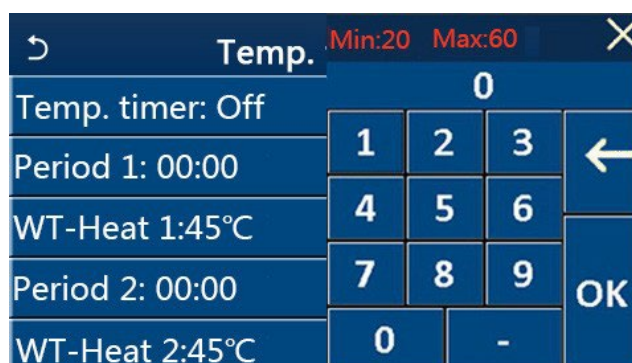 Temp.
Temp. timer: Off
Period 1: 00:00
WT-Heat 1:45℃
Period 2: 00:00
WT-Heat 2:45℃
Min:20 Max:60
0
1 2 3
4 5 6
7 8 9
OK
0 -